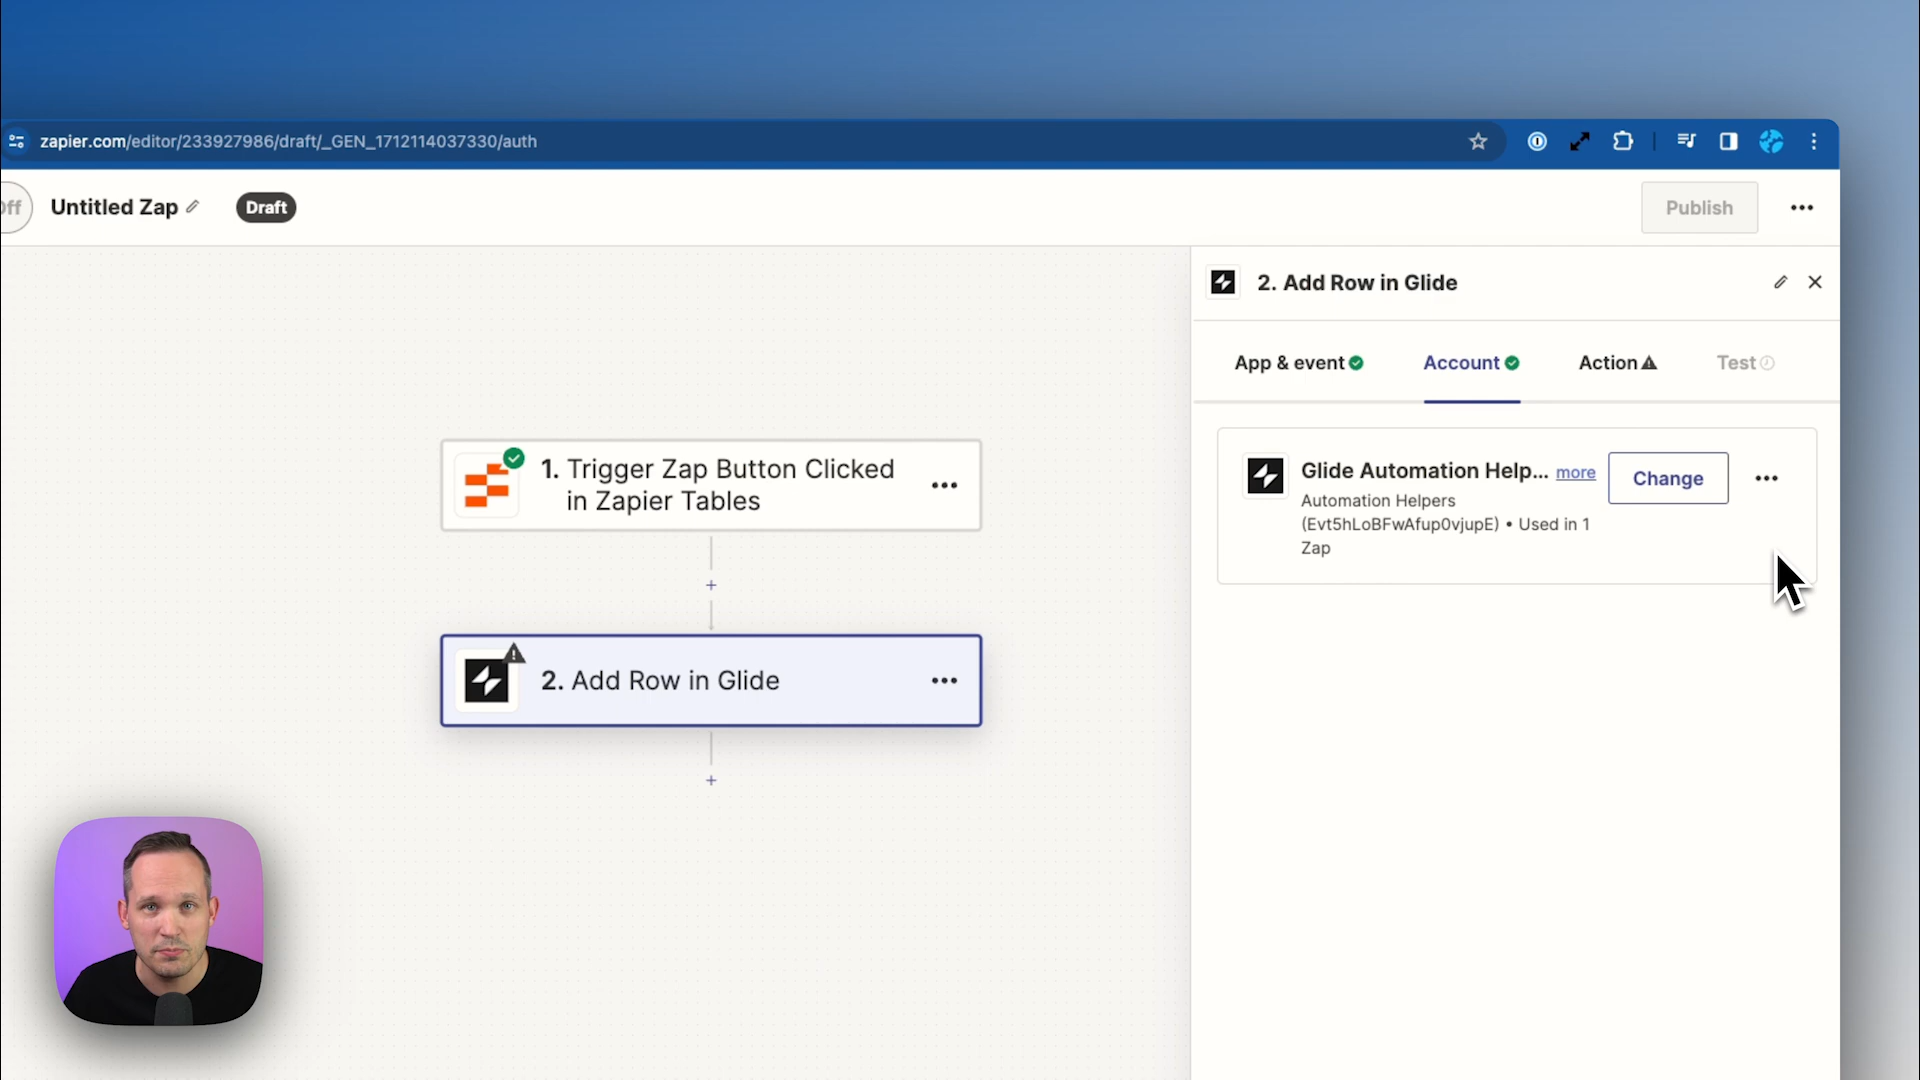 zapier.com/editor/233927986/draft/_GEN_1712114037330/auth
Off
Untitled Zap
Draft
Publish
2. Add Row in Glide
App & event
Account
Action
Test
1. Trigger Zap Button Clicked
in Zapier Tables
2. Add Row in Glide
Glide Automation Help... more
Automation Helpers
(Evt5hLoBFwAfup0vjupE) • Used in 1
Zap
Change